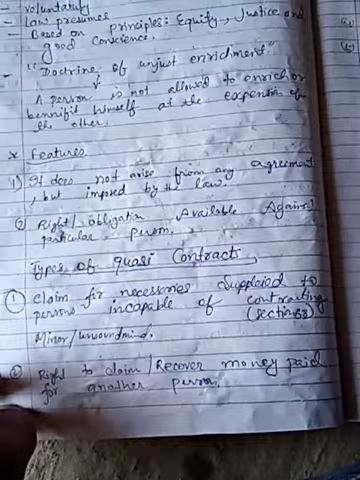 - voluntarily
- Law presumes
- Based on principles: Equity, Justice and
good Conscience.
- "Doctrine of unjust enrichment"
A person is not allowed to enrich or
bennifit himself at the expense of
the other.
* Features.
1) It does not arise from any agreement
, but imposed by the law.
② Right/obligation Available Against
particular person,
Types of quasi Contracts,
① claim for necessaries Supplied to
persons incapable of contracting
(section 68)
Minor/unsoundmind.
② Right to claim/Recover money paid
for another person,